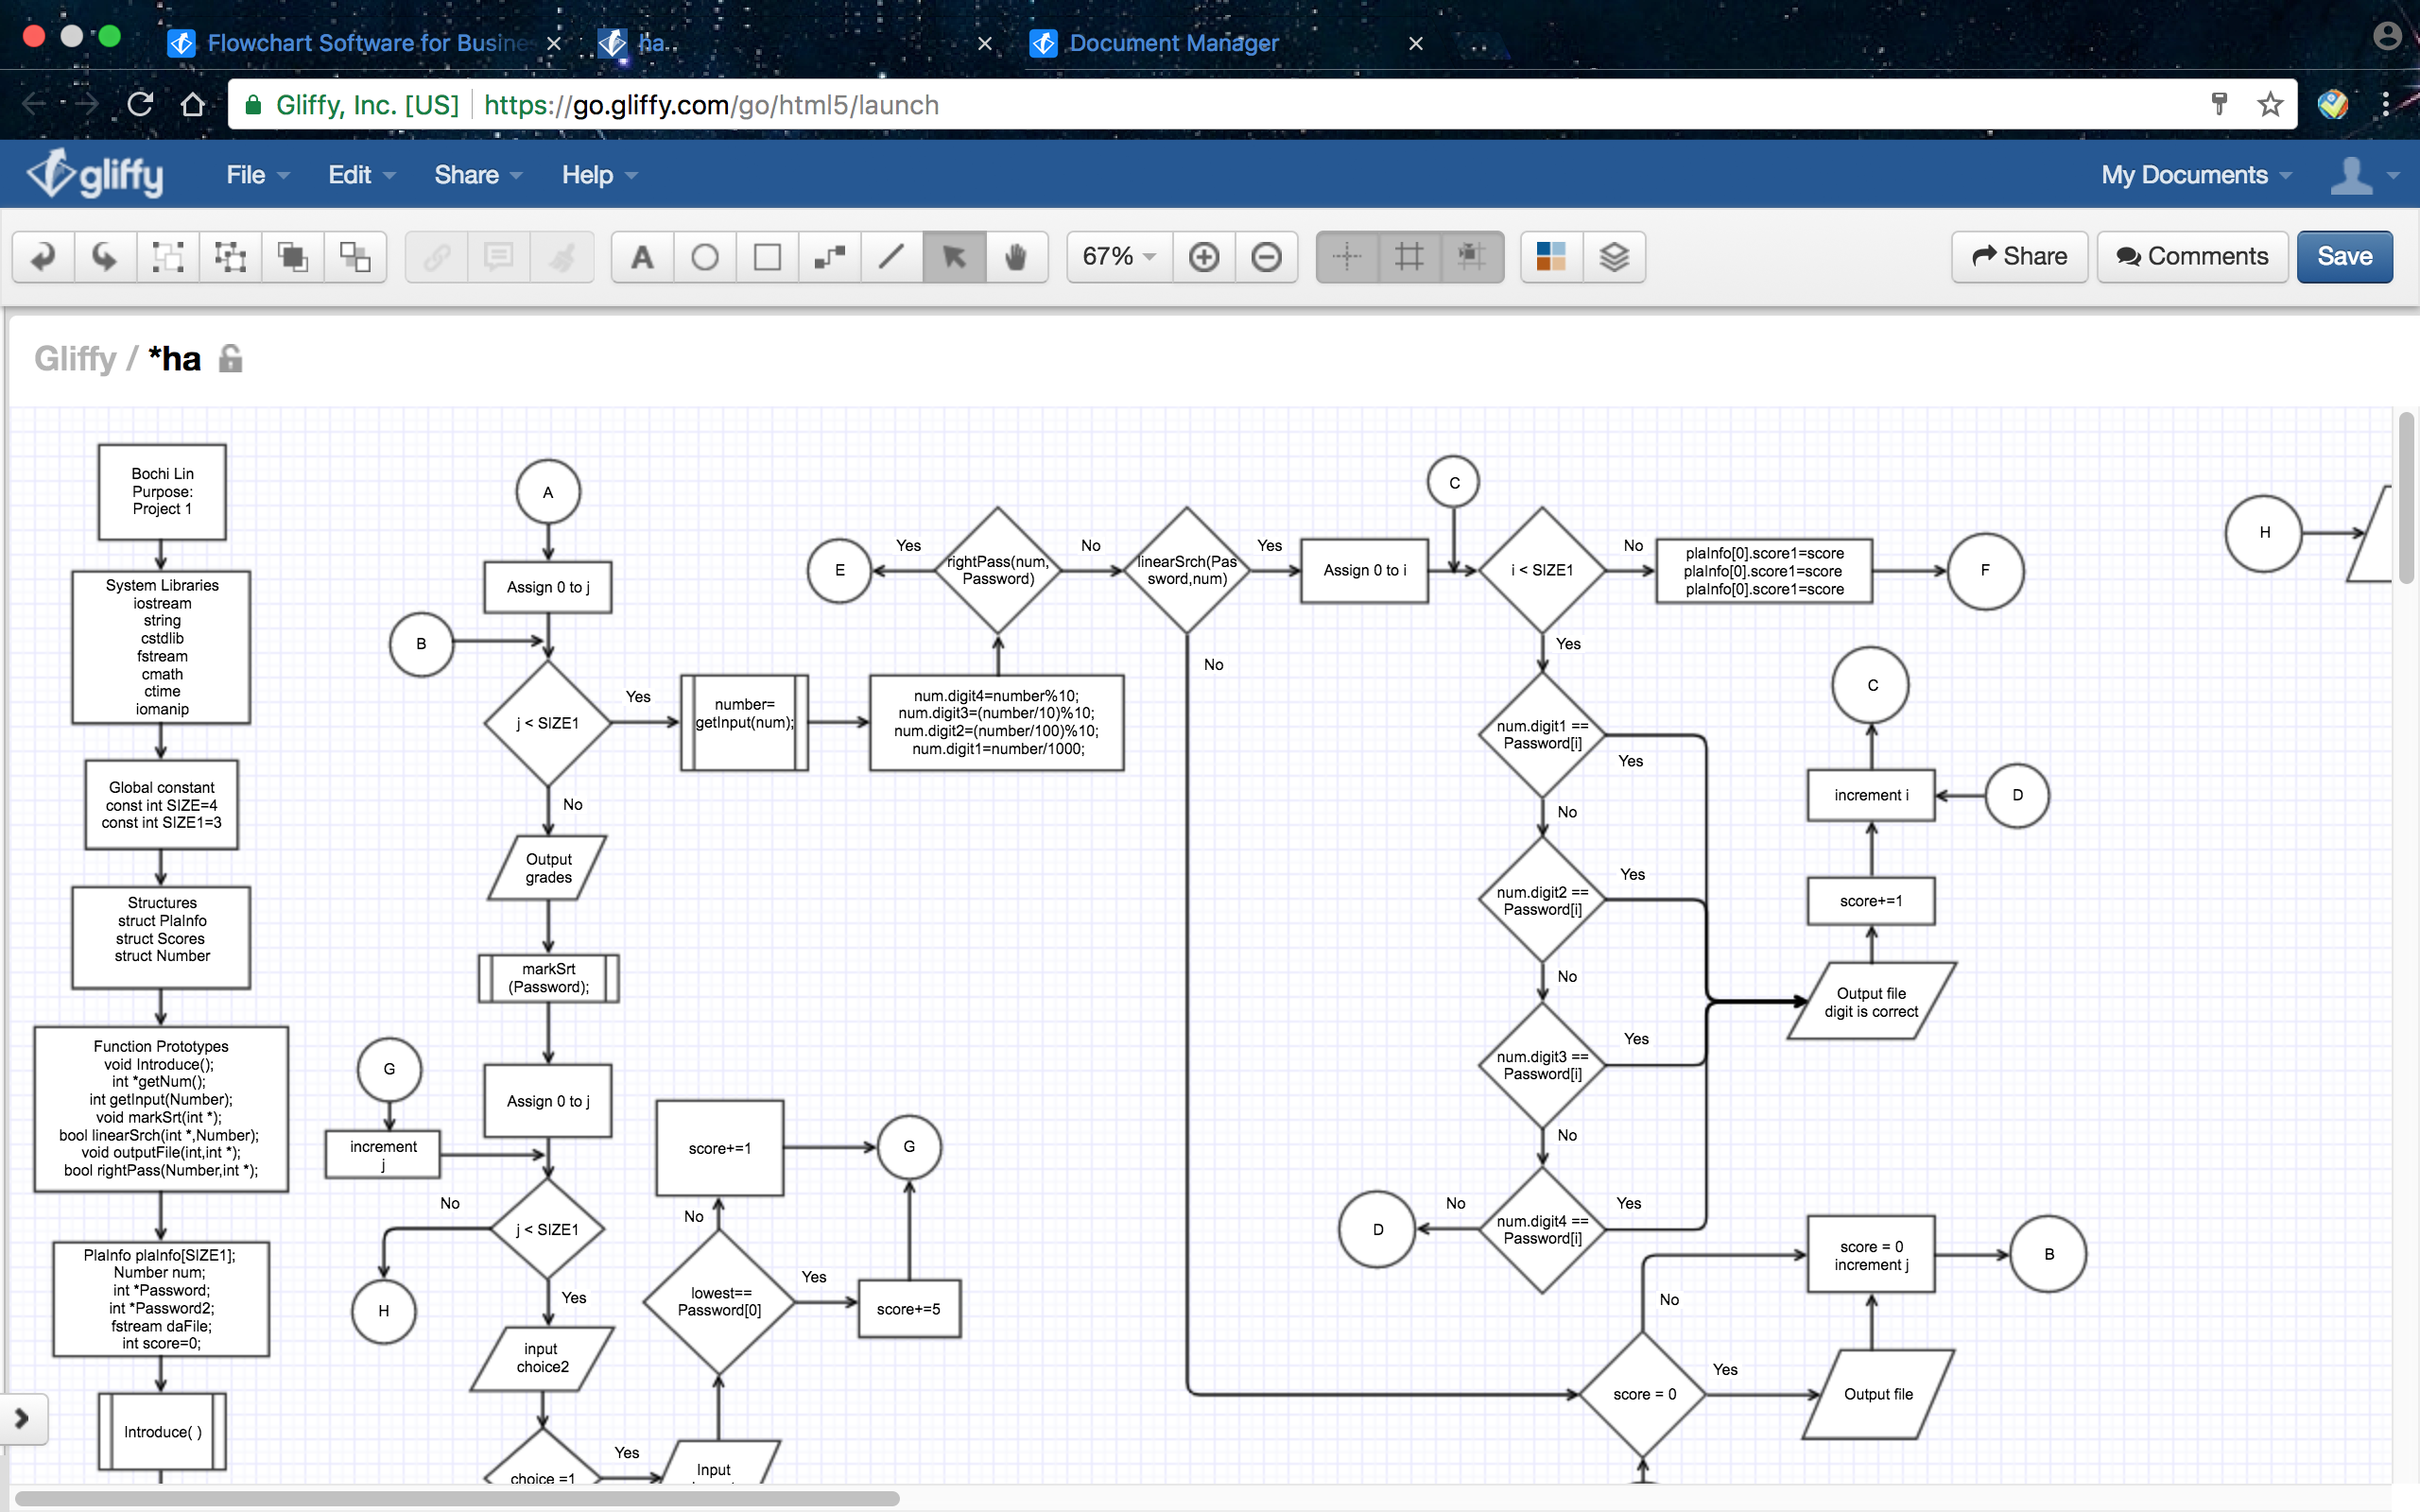 Flowchart Software for Busine
ha
Document Manager
Gliffy, Inc. [US]
https://go.gliffy.com/go/html5/launch
gliffy
File
Edit
Share
Help
My Documents
A
67%
Share
Comments
Save
Gliffy / *ha
Bochi Lin
Purpose:
Project 1
System Libraries
iostream
string
cstdlib
fstream
cmath
ctime
iomanip
Global constant
const int SIZE=4
const int SIZE1=3
Structures
struct PlaInfo
struct Scores
struct Number
Function Prototypes
void Introduce();
int *getNum();
int getInput(Number);
void markSrt(int *);
bool linearSrch(int *,Number);
void outputFile(int,int *);
bool rightPass(Number,int *);
PlaInfo plaInfo[SIZE1];
Number num;
int *Password;
int *Password2;
fstream daFile;
int score=0;
Introduce( )
A
Assign 0 to j
B
j < SIZE1
Yes
No
number=
getInput(num);
num.digit4=number%10;
num.digit3=(number/10)%10;
num.digit2=(number/100)%10;
num.digit1=number/1000;
Output
grades
markSrt
(Password);
Assign 0 to j
G
increment
j
j < SIZE1
No
H
Yes
input
choice2
choice =1
Yes
Input
lowest==
Password[0]
No
score+=1
Yes
score+=5
G
E
Yes
rightPass(num,
Password)
No
linearSrch(Pas
sword,num)
Yes
No
Assign 0 to i
C
i < SIZE1
No
plaInfo[0].score1=score
plaInfo[0].score1=score
plaInfo[0].score1=score
F
Yes
num.digit1 ==
Password[i]
Yes
No
num.digit2 ==
Password[i]
Yes
No
num.digit3 ==
Password[i]
Yes
No
num.digit4 ==
Password[i]
Yes
No
D
C
increment i
D
score+=1
Output file
digit is correct
score = 0
increment j
B
No
score = 0
Yes
Output file
H